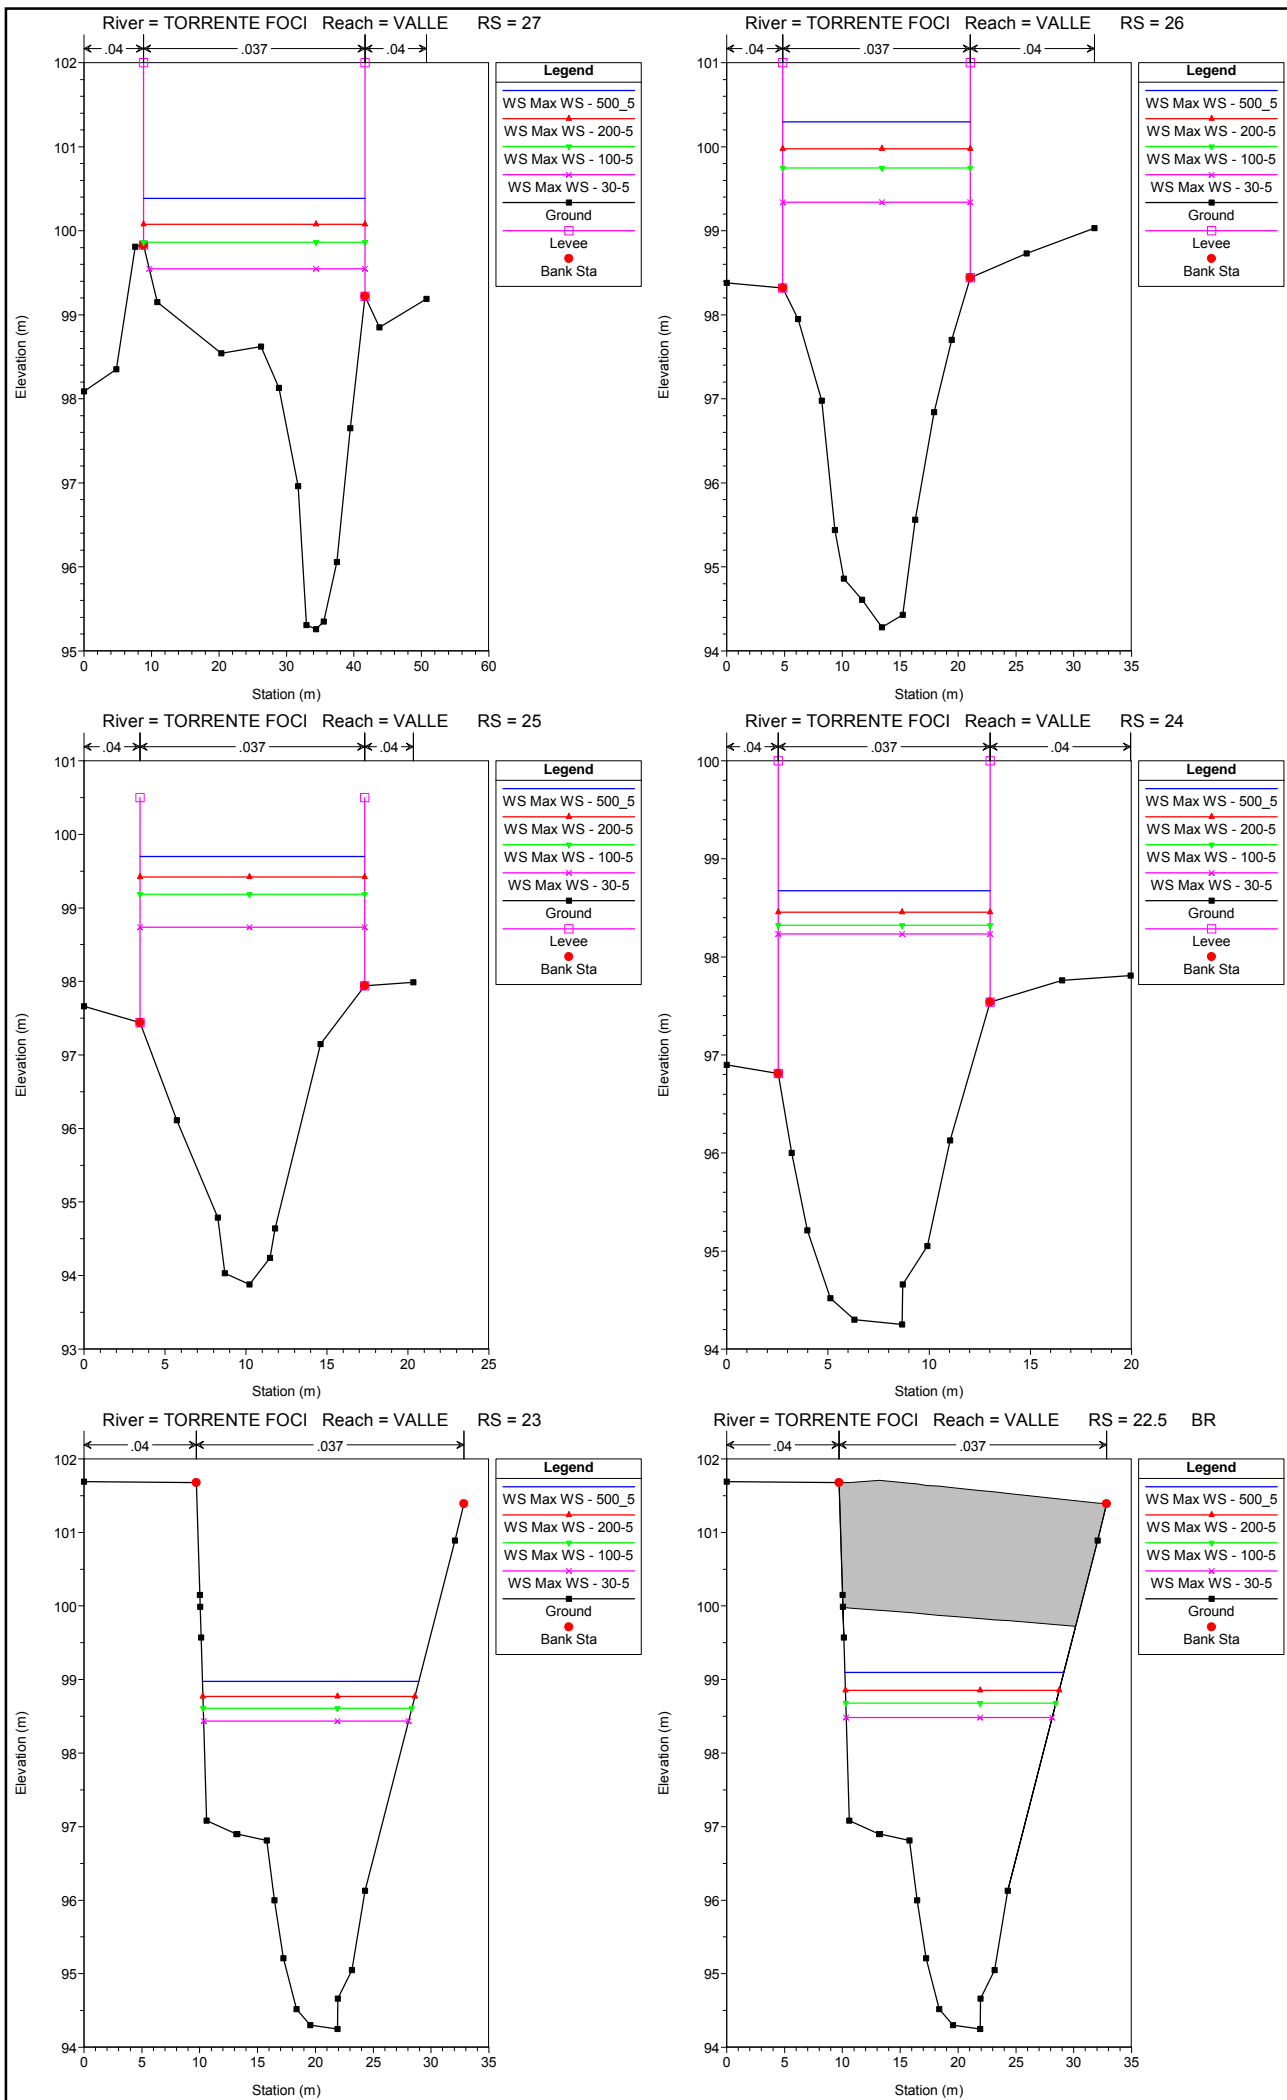 River = TORRENTE FOCI Reach = VALLE RS = 27
.04 .037 .04
102
101
100
99
98
97
96
95
0 10 20 30 40 50 60
Elevation (m)
Station (m)
Legend
WS Max WS - 500_5
WS Max WS - 200-5
WS Max WS - 100-5
WS Max WS - 30-5
Ground
Levee
Bank Sta
River = TORRENTE FOCI Reach = VALLE RS = 26
.04 .037 .04
101
100
99
98
97
96
95
94
0 5 10 15 20 25 30 35
Elevation (m)
Station (m)
Legend
WS Max WS - 500_5
WS Max WS - 200-5
WS Max WS - 100-5
WS Max WS - 30-5
Ground
Levee
Bank Sta
River = TORRENTE FOCI Reach = VALLE RS = 25
.04 .037 .04
101
100
99
98
97
96
95
94
93
0 5 10 15 20 25
Elevation (m)
Station (m)
Legend
WS Max WS - 500_5
WS Max WS - 200-5
WS Max WS - 100-5
WS Max WS - 30-5
Ground
Levee
Bank Sta
River = TORRENTE FOCI Reach = VALLE RS = 24
.04 .037 .04
100
99
98
97
96
95
94
0 5 10 15 20
Elevation (m)
Station (m)
Legend
WS Max WS - 500_5
WS Max WS - 200-5
WS Max WS - 100-5
WS Max WS - 30-5
Ground
Levee
Bank Sta
River = TORRENTE FOCI Reach = VALLE RS = 23
.04 .037
102
101
100
99
98
97
96
95
94
0 5 10 15 20 25 30 35
Elevation (m)
Station (m)
Legend
WS Max WS - 500_5
WS Max WS - 200-5
WS Max WS - 100-5
WS Max WS - 30-5
Ground
Bank Sta
River = TORRENTE FOCI Reach = VALLE RS = 22.5 BR
.04 .037
102
101
100
99
98
97
96
95
94
0 5 10 15 20 25 30 35
Elevation (m)
Station (m)
Legend
WS Max WS - 500_5
WS Max WS - 200-5
WS Max WS - 100-5
WS Max WS - 30-5
Ground
Bank Sta